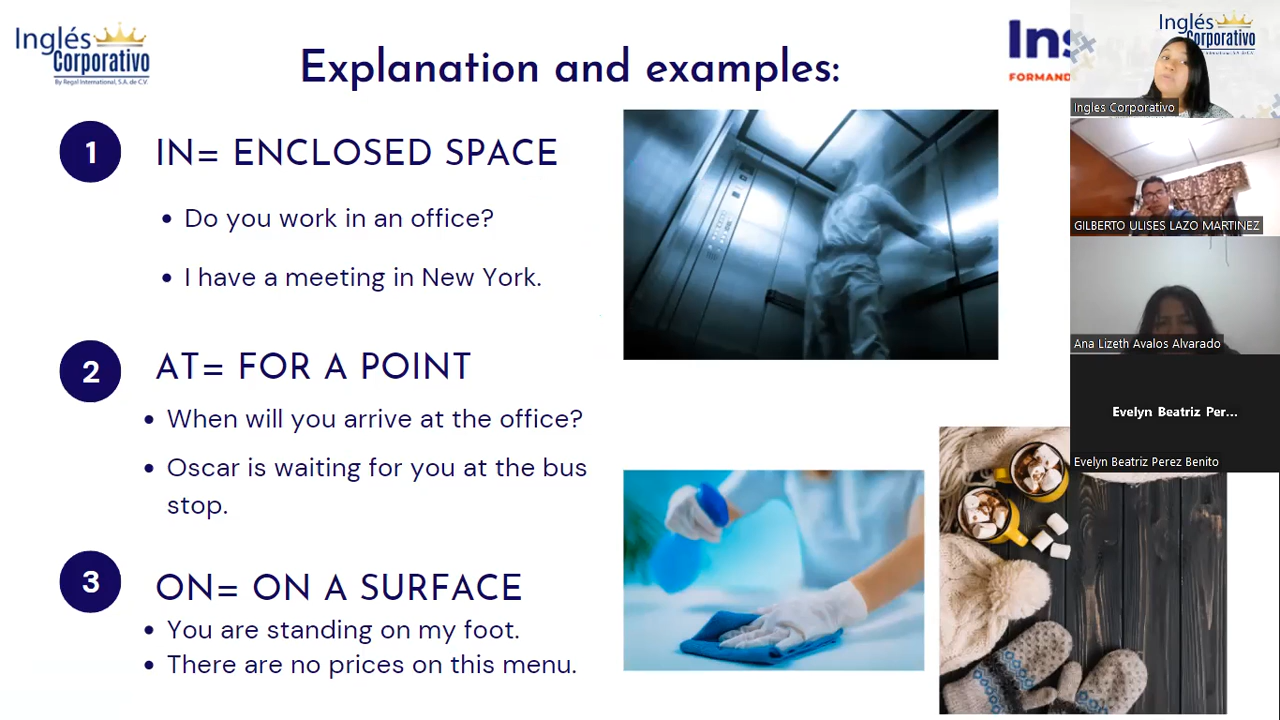 Inglés
Corporativo
By Regal International, S.A. de C.V.
Explanation and examples:
Ins
FORMAND
1
IN= ENCLOSED SPACE
• Do you work in an office?
• I have a meeting in New York.
2
AT= FOR A POINT
• When will you arrive at the office?
• Oscar is waiting for you at the bus
stop.
3
ON= ON A SURFACE
• You are standing on my foot.
• There are no prices on this menu.
Inglés
Corporativo
Ingles Corporativo
GILBERTO ULISES LAZO MARTINEZ
Ana Lizeth Avalos Alvarado
Evelyn Beatriz Per...
Evelyn Beatriz Perez Benito